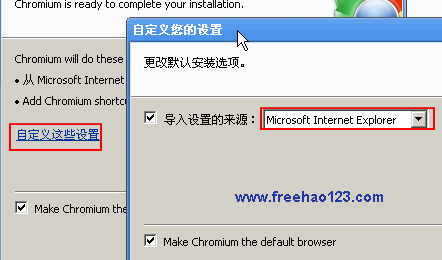 Chromium is ready to complete your installation.
Chromium will do these
• 从 Microsoft Internet
• Add Chromium shortcu
自定义这些设置
Make Chromium the
自定义您的设置
更改默认安装选项。
导入设置的来源： Microsoft Internet Explorer
www.freehao123.com
Make Chromium the default browser